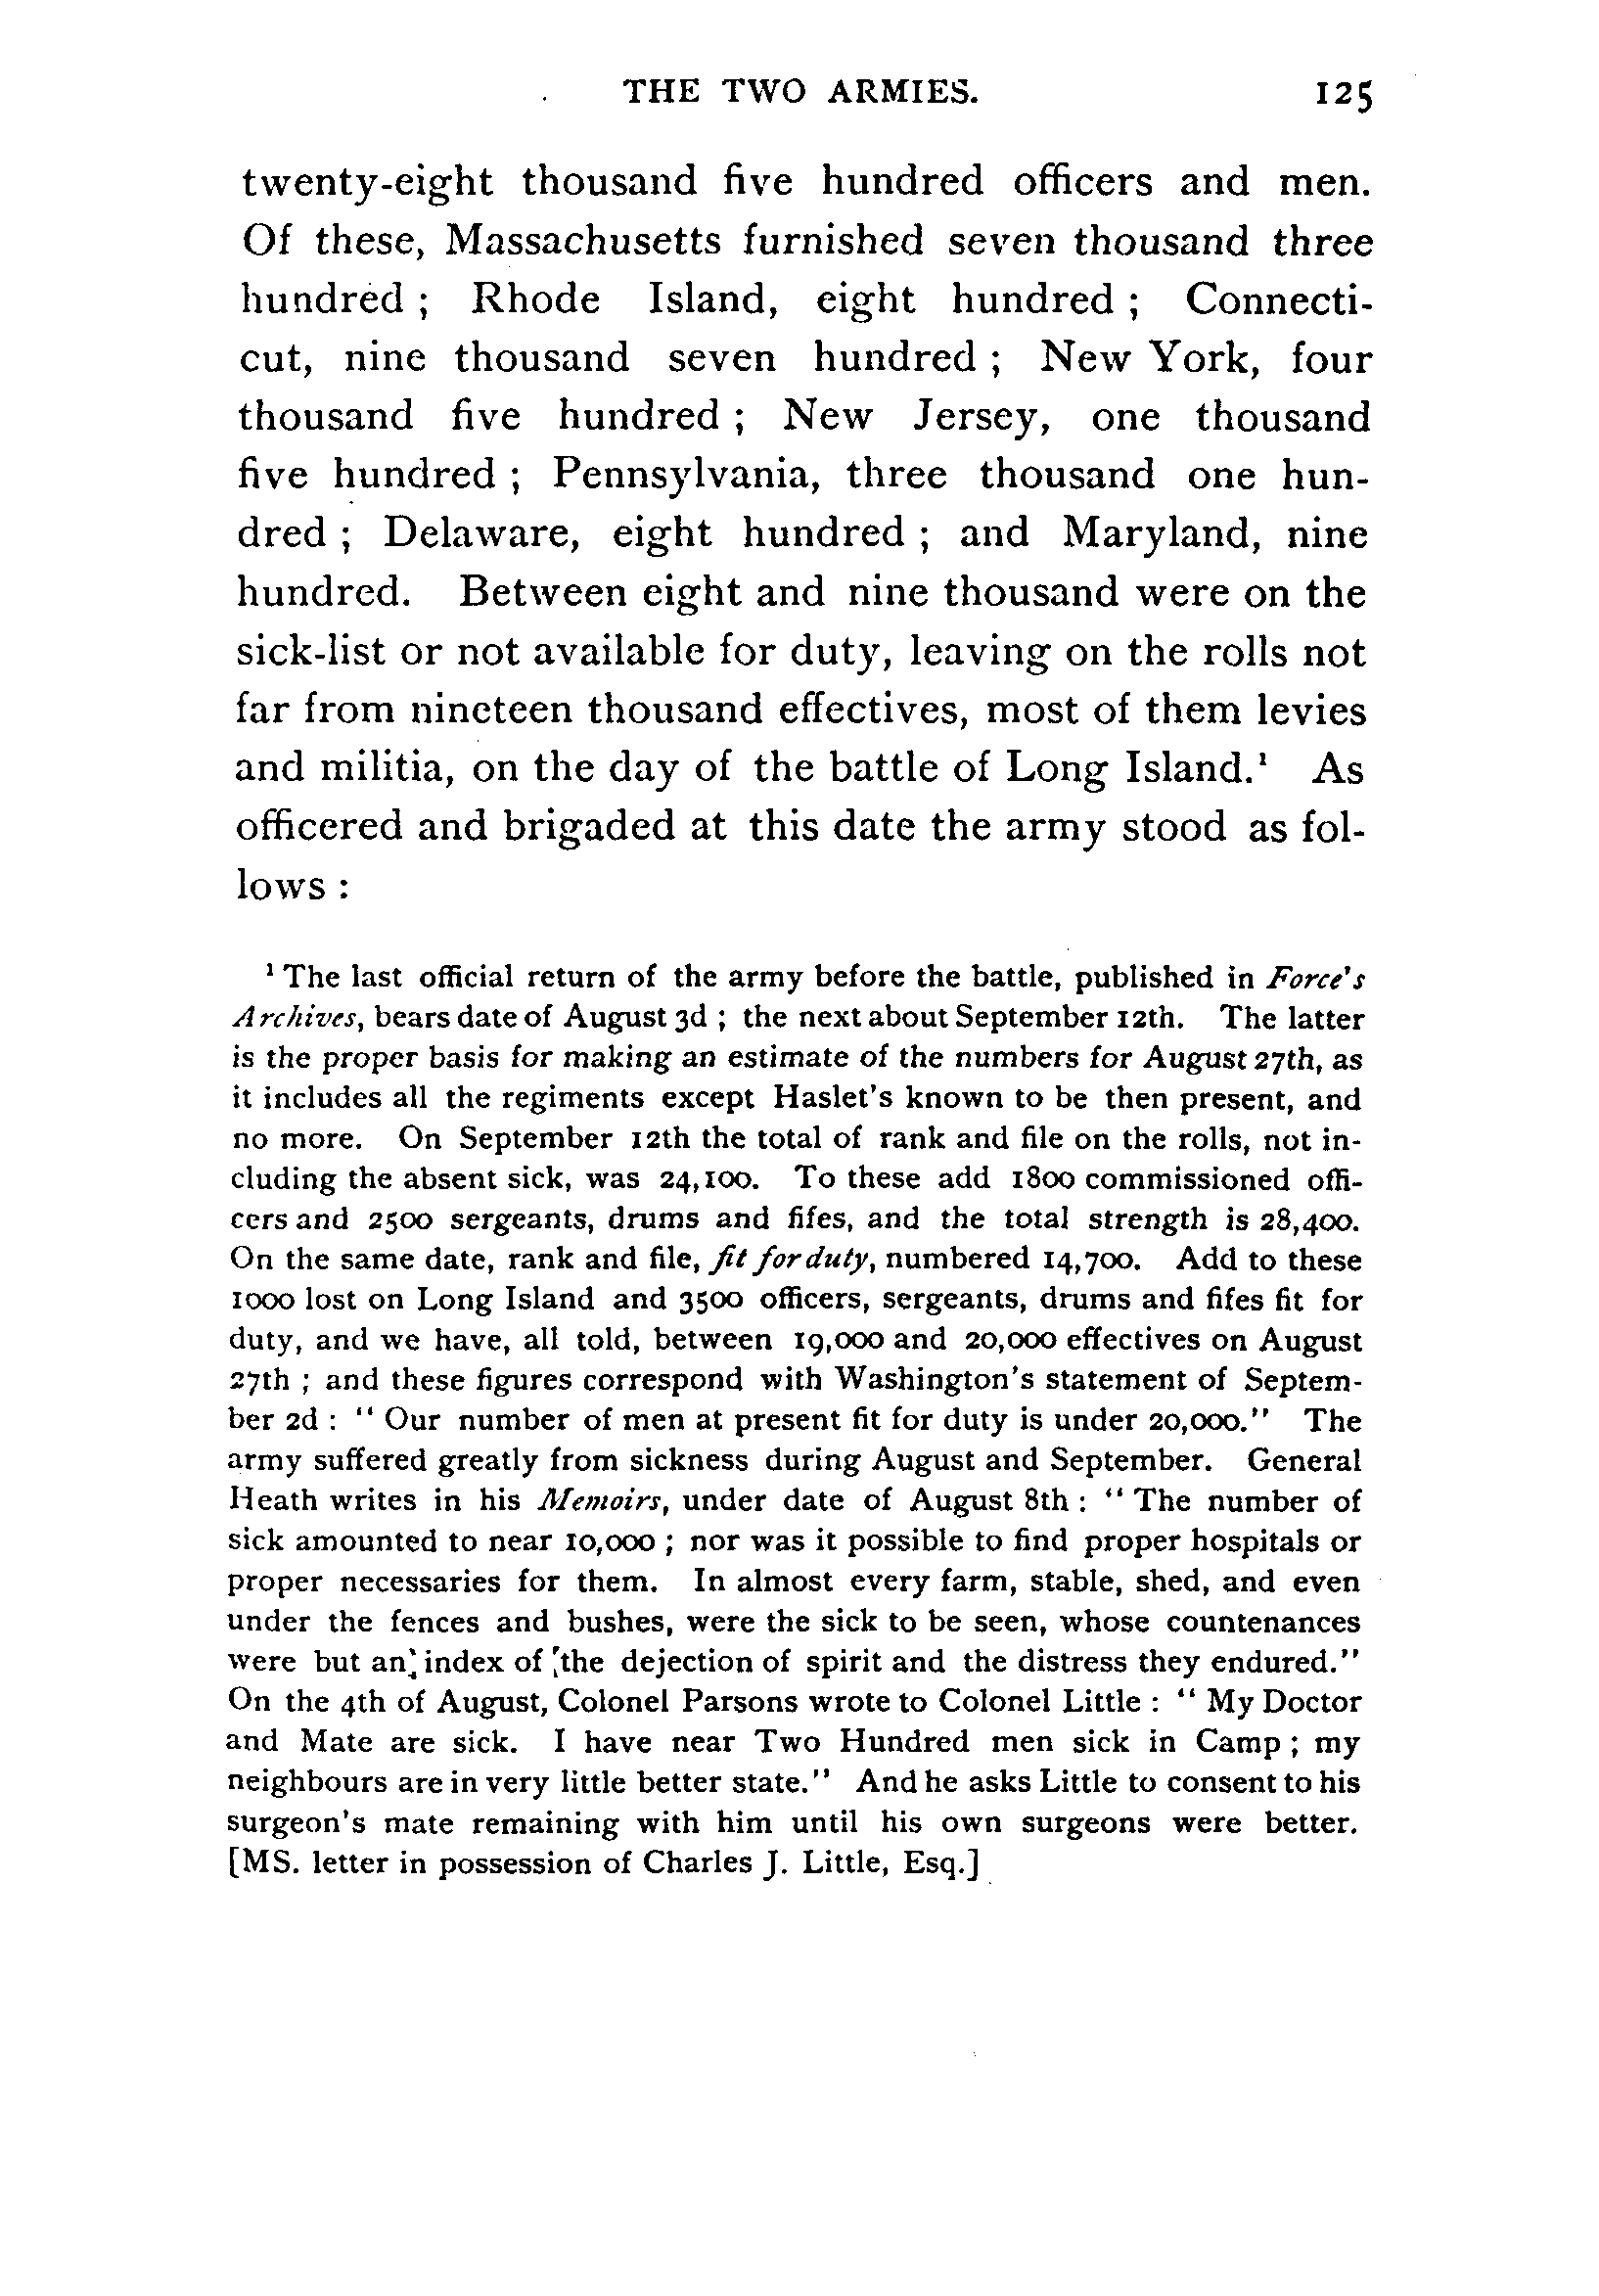 THE TWO ARMIES. 125
twenty-eight thousand five hundred officers and men.
Of these, Massachusetts furnished seven thousand three
hundred ; Rhode Island, eight hundred ; Connecti-
cut, nine thousand seven hundred ; New York, four
thousand five hundred ; New Jersey, one thousand
five hundred ; Pennsylvania, three thousand one hun-
dred ; Delaware, eight hundred ; and Maryland, nine
hundred. Between eight and nine thousand were on the
sick-list or not available for duty, leaving on the rolls not
far from nineteen thousand effectives, most of them levies
and militia, on the day of the battle of Long Island.¹ As
officered and brigaded at this date the army stood as fol-
lows :
¹ The last official return of the army before the battle, published in Force's
Archives, bears date of August 3d ; the next about September 12th. The latter
is the proper basis for making an estimate of the numbers for August 27th, as
it includes all the regiments except Haslet's known to be then present, and
no more. On September 12th the total of rank and file on the rolls, not in-
cluding the absent sick, was 24,100. To these add 1800 commissioned offi-
cers and 2500 sergeants, drums and fifes, and the total strength is 28,400.
On the same date, rank and file, fit for duty, numbered 14,700. Add to these
1000 lost on Long Island and 3500 officers, sergeants, drums and fifes fit for
duty, and we have, all told, between 19,000 and 20,000 effectives on August
27th ; and these figures correspond with Washington's statement of Septem-
ber 2d : " Our number of men at present fit for duty is under 20,000." The
army suffered greatly from sickness during August and September. General
Heath writes in his Memoirs, under date of August 8th : " The number of
sick amounted to near 10,000 ; nor was it possible to find proper hospitals or
proper necessaries for them. In almost every farm, stable, shed, and even
under the fences and bushes, were the sick to be seen, whose countenances
were but an index of the dejection of spirit and the distress they endured."
On the 4th of August, Colonel Parsons wrote to Colonel Little : " My Doctor
and Mate are sick. I have near Two Hundred men sick in Camp ; my
neighbours are in very little better state." And he asks Little to consent to his
surgeon's mate remaining with him until his own surgeons were better.
[MS. letter in possession of Charles J. Little, Esq.]